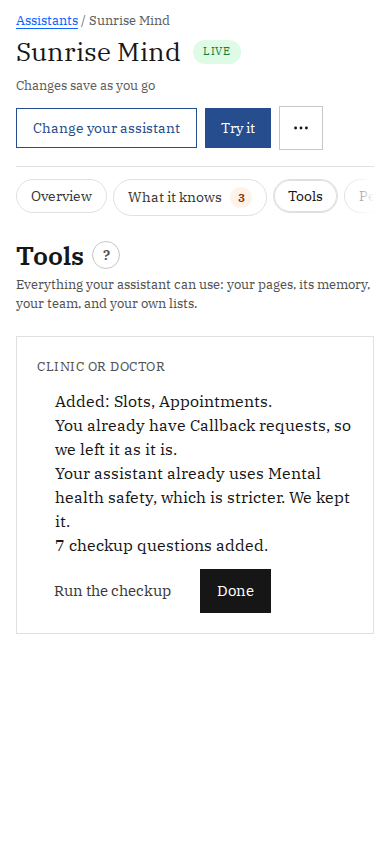 Assistants / Sunrise Mind
Sunrise Mind LIVE
Changes save as you go
Change your assistant Try it ···
Overview What it knows 3 Tools
Tools ?
Everything your assistant can use: your pages, its memory,
your team, and your own lists.
CLINIC OR DOCTOR
Added: Slots, Appointments.
You already have Callback requests, so
we left it as it is.
Your assistant already uses Mental
health safety, which is stricter. We kept
it.
7 checkup questions added.
Run the checkup Done